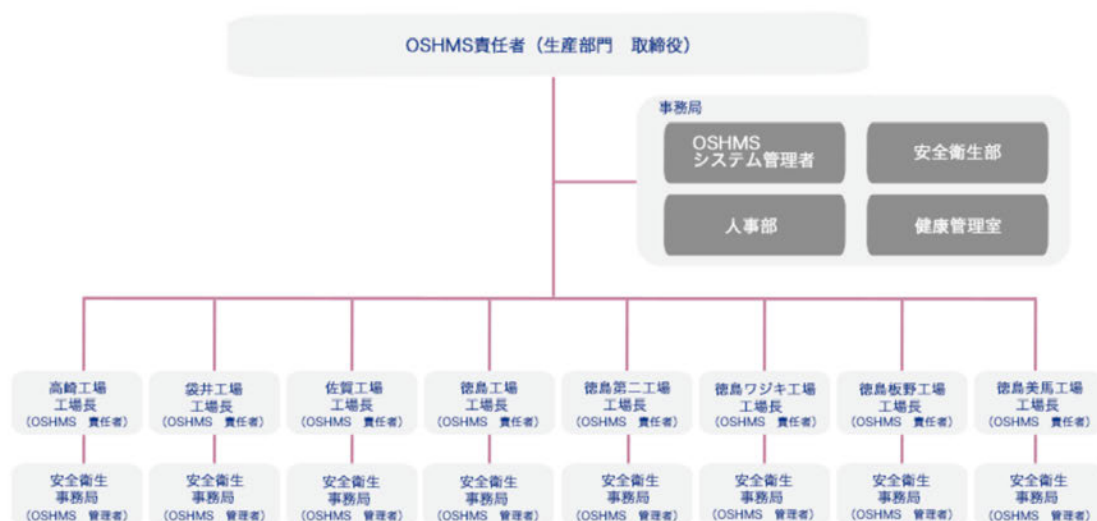 OSHMS責任者（生産部門　取締役）
事務局
OSHMS
システム管理者
安全衛生部
人事部
健康管理室
高崎工場
工場長
（OSHMS　責任者）
袋井工場
工場長
（OSHMS　責任者）
佐賀工場
工場長
（OSHMS　責任者）
徳島工場
工場長
（OSHMS　責任者）
徳島第二工場
工場長
（OSHMS　責任者）
徳島ワジキ工場
工場長
（OSHMS　責任者）
徳島板野工場
工場長
（OSHMS　責任者）
徳島美馬工場
工場長
（OSHMS　責任者）
安全衛生
事務局
（OSHMS　管理者）
安全衛生
事務局
（OSHMS　管理者）
安全衛生
事務局
（OSHMS　管理者）
安全衛生
事務局
（OSHMS　管理者）
安全衛生
事務局
（OSHMS　管理者）
安全衛生
事務局
（OSHMS　管理者）
安全衛生
事務局
（OSHMS　管理者）
安全衛生
事務局
（OSHMS　管理者）